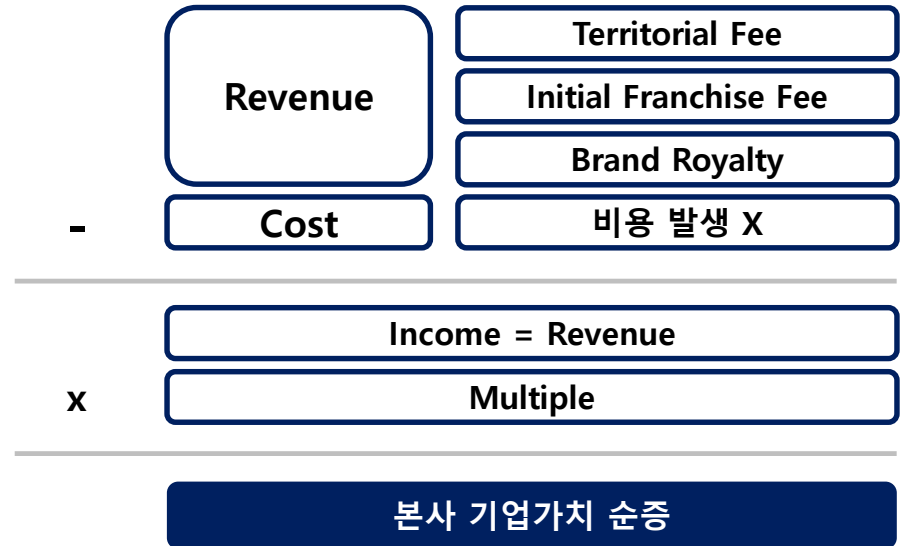 Revenue
Territorial Fee
Initial Franchise Fee
Brand Royalty
-
Cost
비용 발생 X
Income = Revenue
x
Multiple
본사 기업가치 순증